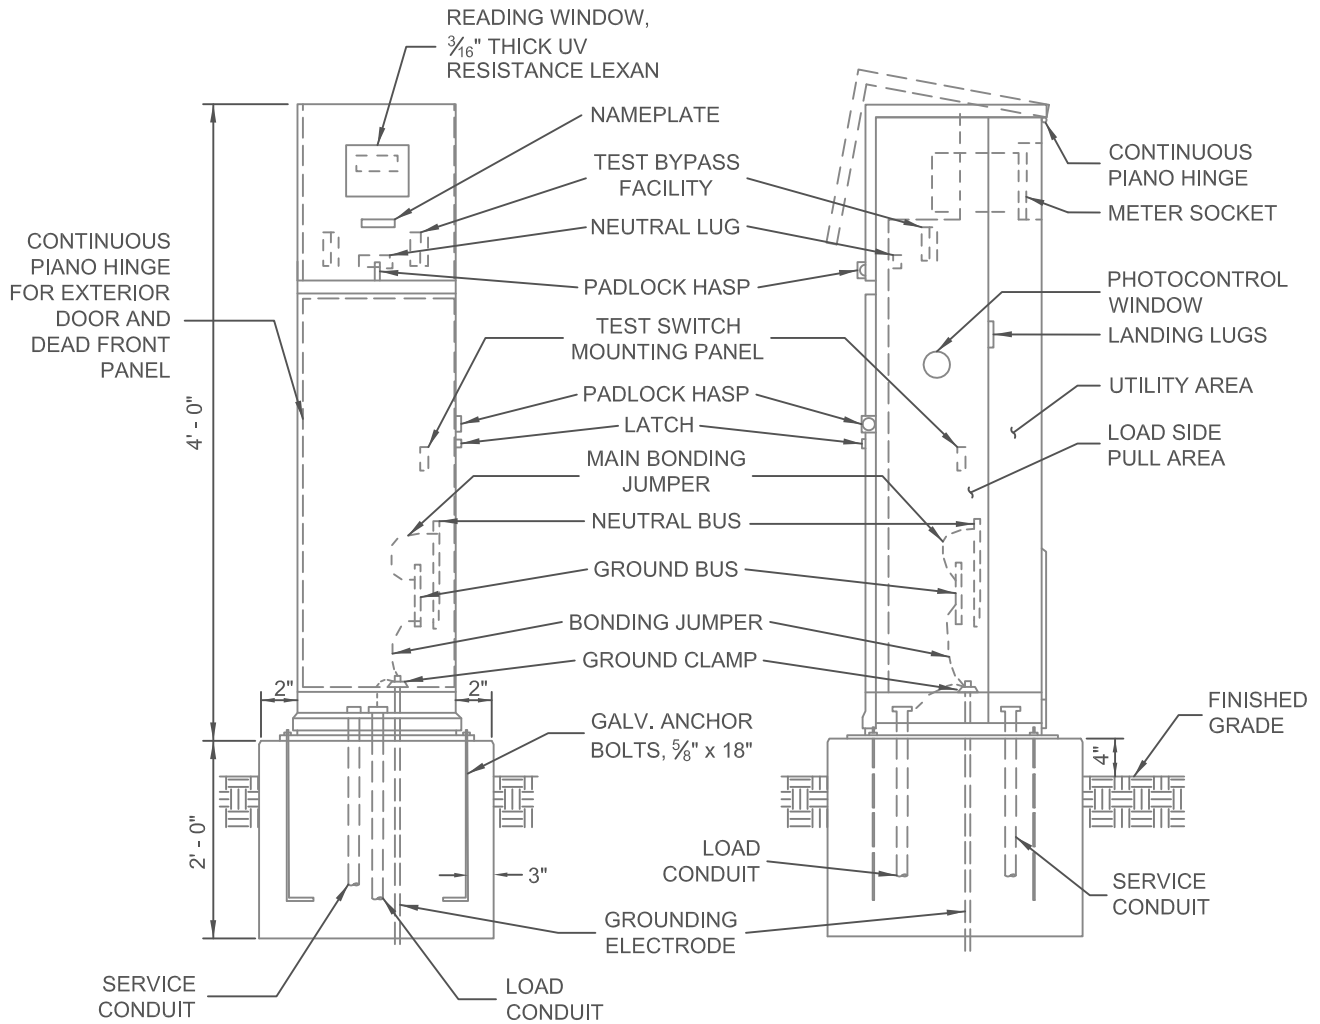 READING WINDOW,
3/16" THICK UV
RESISTANCE LEXAN
NAMEPLATE
TEST BYPASS
FACILITY
NEUTRAL LUG
PADLOCK HASP
TEST SWITCH
MOUNTING PANEL
PADLOCK HASP
LATCH
MAIN BONDING
JUMPER
NEUTRAL BUS
GROUND BUS
BONDING JUMPER
GROUND CLAMP
GALV. ANCHOR
BOLTS, 5/8" x 18"
CONTINUOUS
PIANO HINGE
FOR EXTERIOR
DOOR AND
DEAD FRONT
PANEL
4' - 0"
2"
2"
2' - 0"
3"
SERVICE
CONDUIT
LOAD
CONDUIT
GROUNDING
ELECTRODE
LOAD
CONDUIT
CONTINUOUS
PIANO HINGE
METER SOCKET
PHOTOCONTROL
WINDOW
LANDING LUGS
UTILITY AREA
LOAD SIDE
PULL AREA
FINISHED
GRADE
4"
SERVICE
CONDUIT